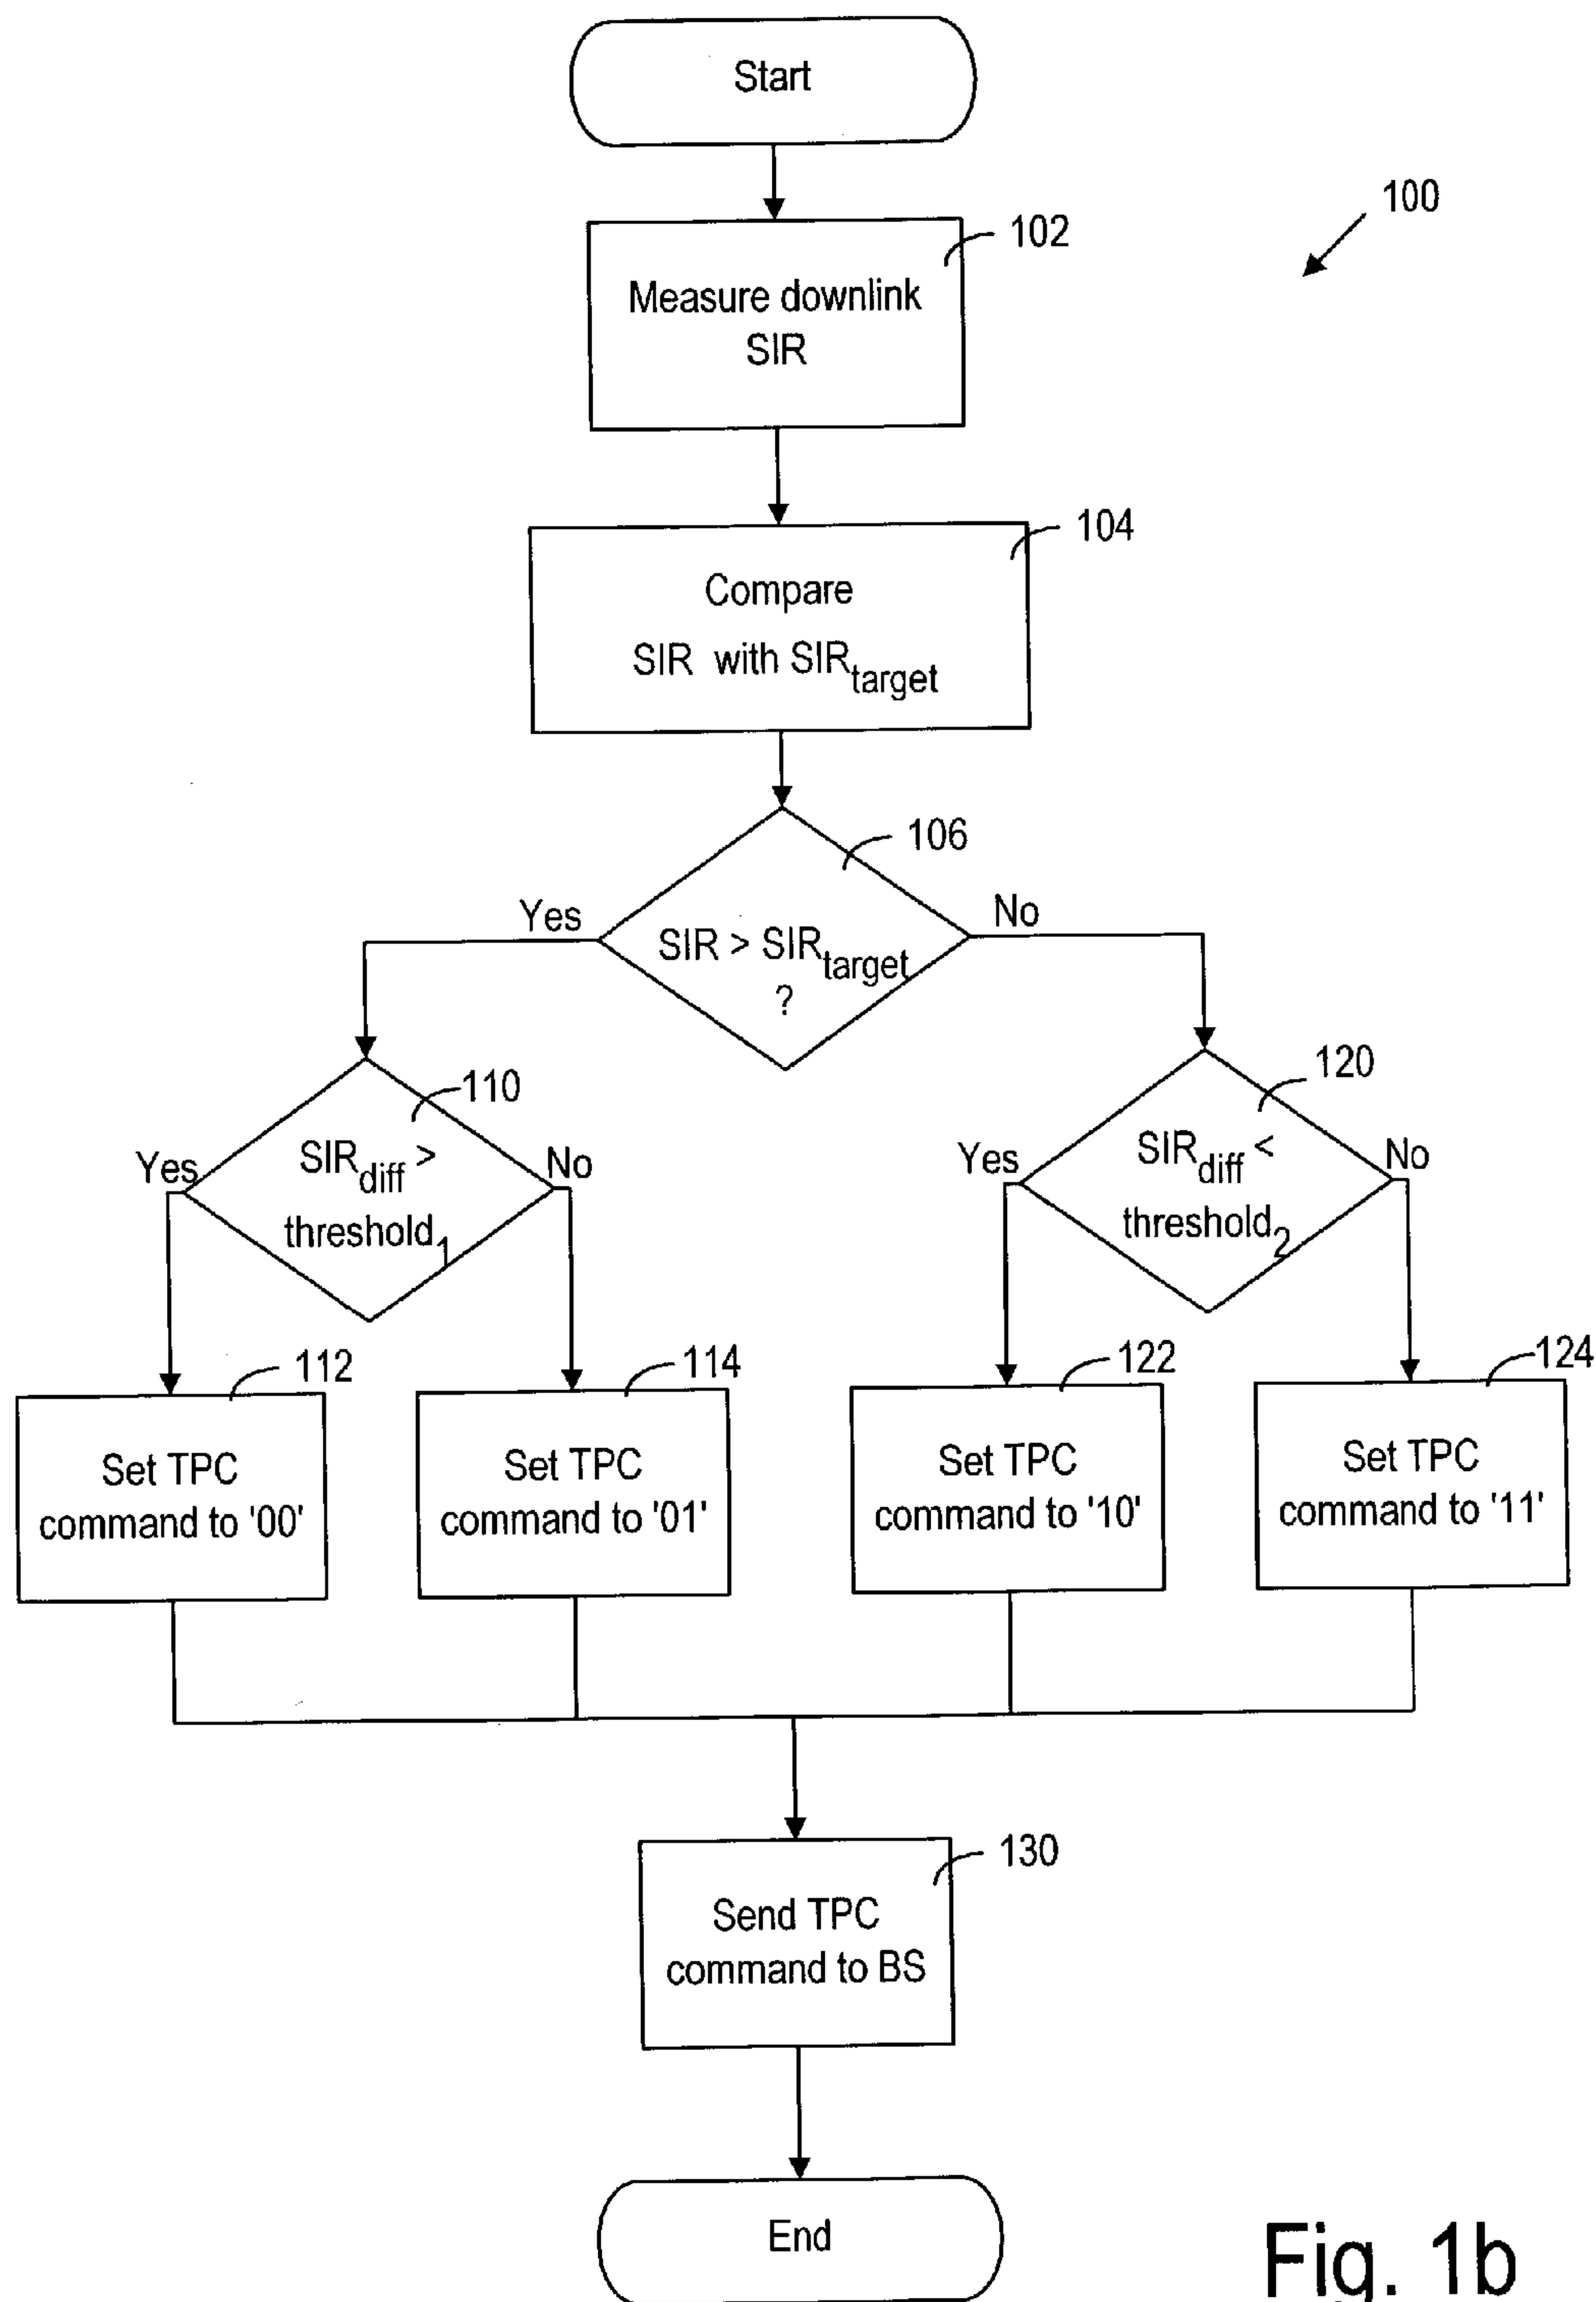 Start
100
102
Measure downlink
SIR
104
Compare
SIR with SIRtarget
106
Yes
No
SIR > SIRtarget
?
110
120
Yes
SIRdiff >
No
threshold1
Yes
SIRdiff <
No
threshold2
112
114
122
124
Set TPC
command to '00'
Set TPC
command to '01'
Set TPC
command to '10'
Set TPC
command to '11'
130
Send TPC
command to BS
End
Fig. 1b